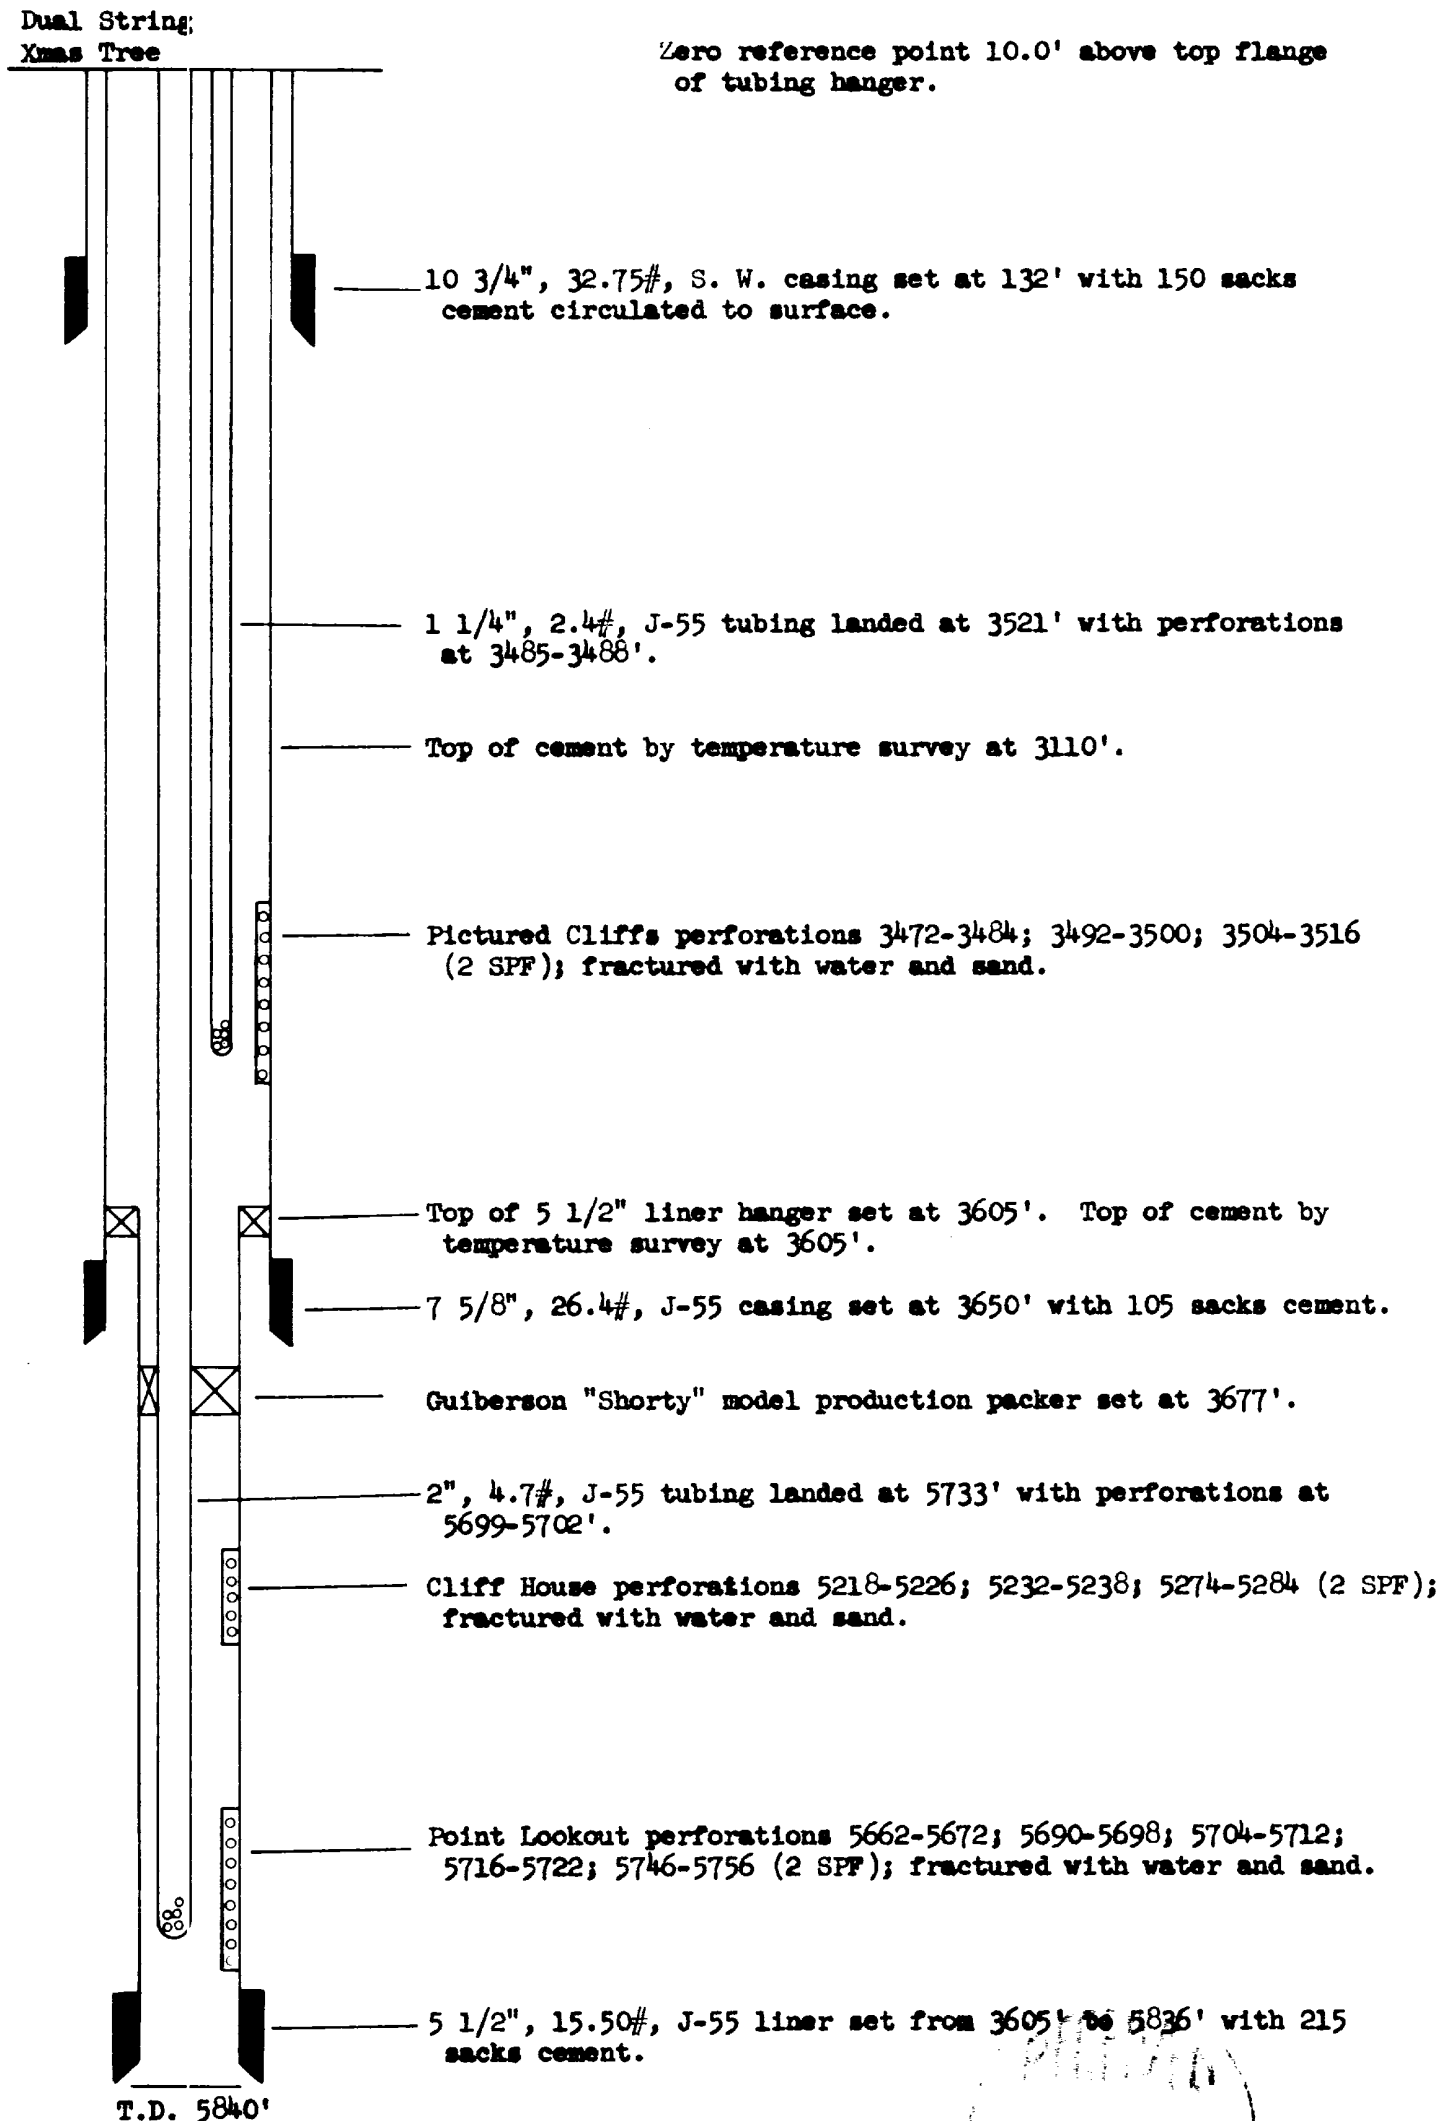 Dual String
Xmas Tree
Zero reference point 10.0' above top flange
of tubing hanger.
10 3/4", 32.75#, S. W. casing set at 132' with 150 sacks
cement circulated to surface.
1 1/4", 2.4#, J-55 tubing landed at 3521' with perforations
at 3485-3488'.
Top of cement by temperature survey at 3110'.
Pictured Cliffs perforations 3472-3484; 3492-3500; 3504-3516
(2 SPF); fractured with water and sand.
Top of 5 1/2" liner hanger set at 3605'. Top of cement by
temperature survey at 3605'.
7 5/8", 26.4#, J-55 casing set at 3650' with 105 sacks cement.
Guiberson "Shorty" model production packer set at 3677'.
2", 4.7#, J-55 tubing landed at 5733' with perforations at
5699-5702'.
Cliff House perforations 5218-5226; 5232-5238; 5274-5284 (2 SPF);
fractured with water and sand.
Point Lookout perforations 5662-5672; 5690-5698; 5704-5712;
5716-5722; 5746-5756 (2 SPF); fractured with water and sand.
5 1/2", 15.50#, J-55 liner set from 3605' to 5836' with 215
sacks cement.
T.D. 5840'